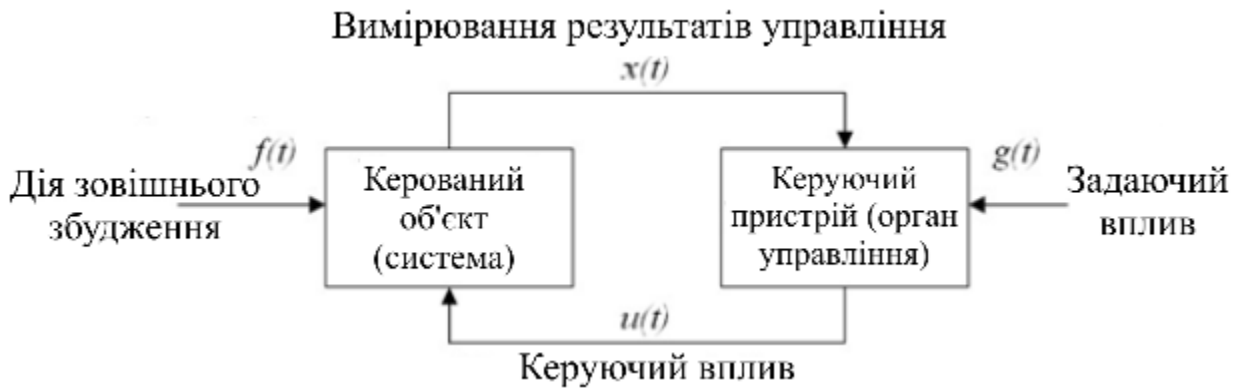 Вимірювання результатів управління
x(t)
f(t)
g(t)
Дія зовнішнього
збудження
Керований
об'єкт
(система)
Керуючий
пристрій (орган
управління)
Задаючий
вплив
u(t)
Керуючий вплив